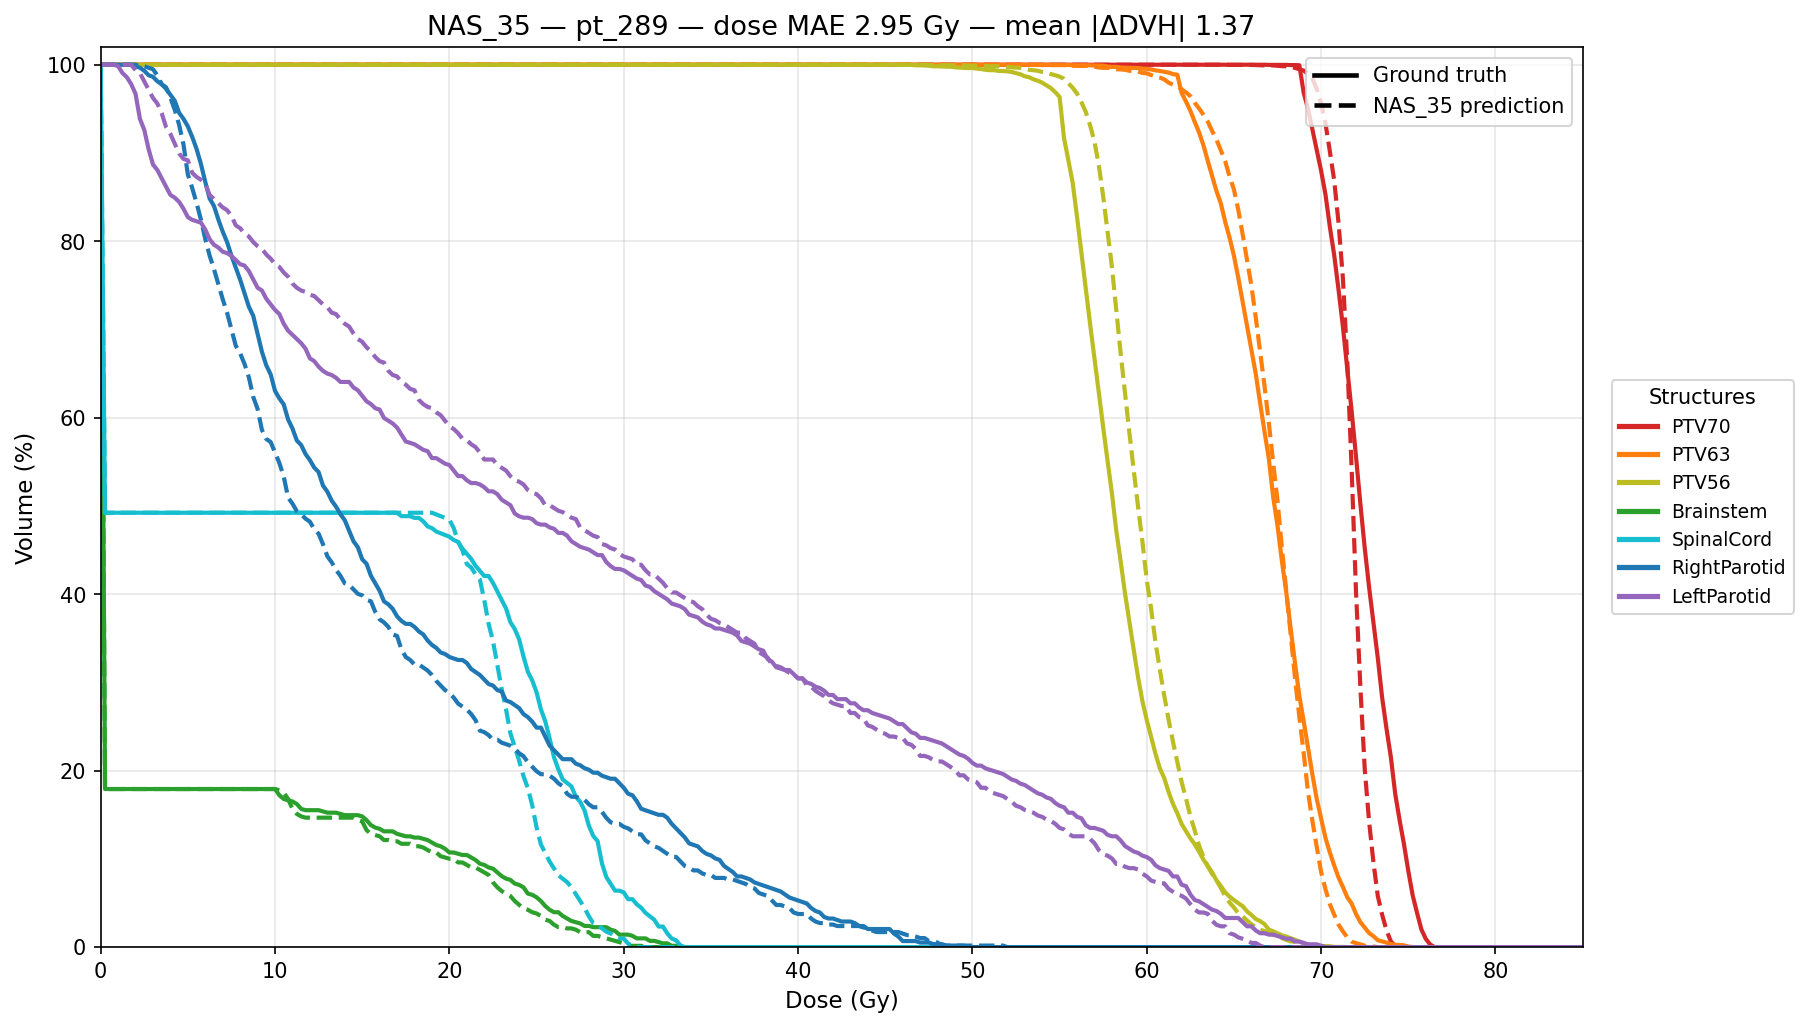 NAS_35 — pt_289 — dose MAE 2.95 Gy — mean |ΔDVH| 1.37
Ground truth
NAS_35 prediction
Volume (%)
100
80
60
40
20
0
0 10 20 30 40 50 60 70 80
Dose (Gy)
Structures
PTV70
PTV63
PTV56
Brainstem
SpinalCord
RightParotid
LeftParotid